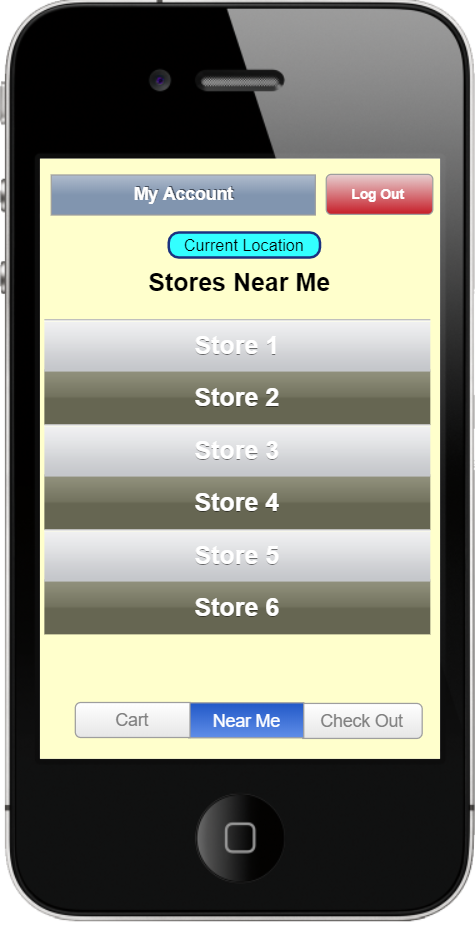 My Account
Log Out
Current Location
Stores Near Me
Store 1
Store 2
Store 3
Store 4
Store 5
Store 6
Cart
Near Me
Check Out